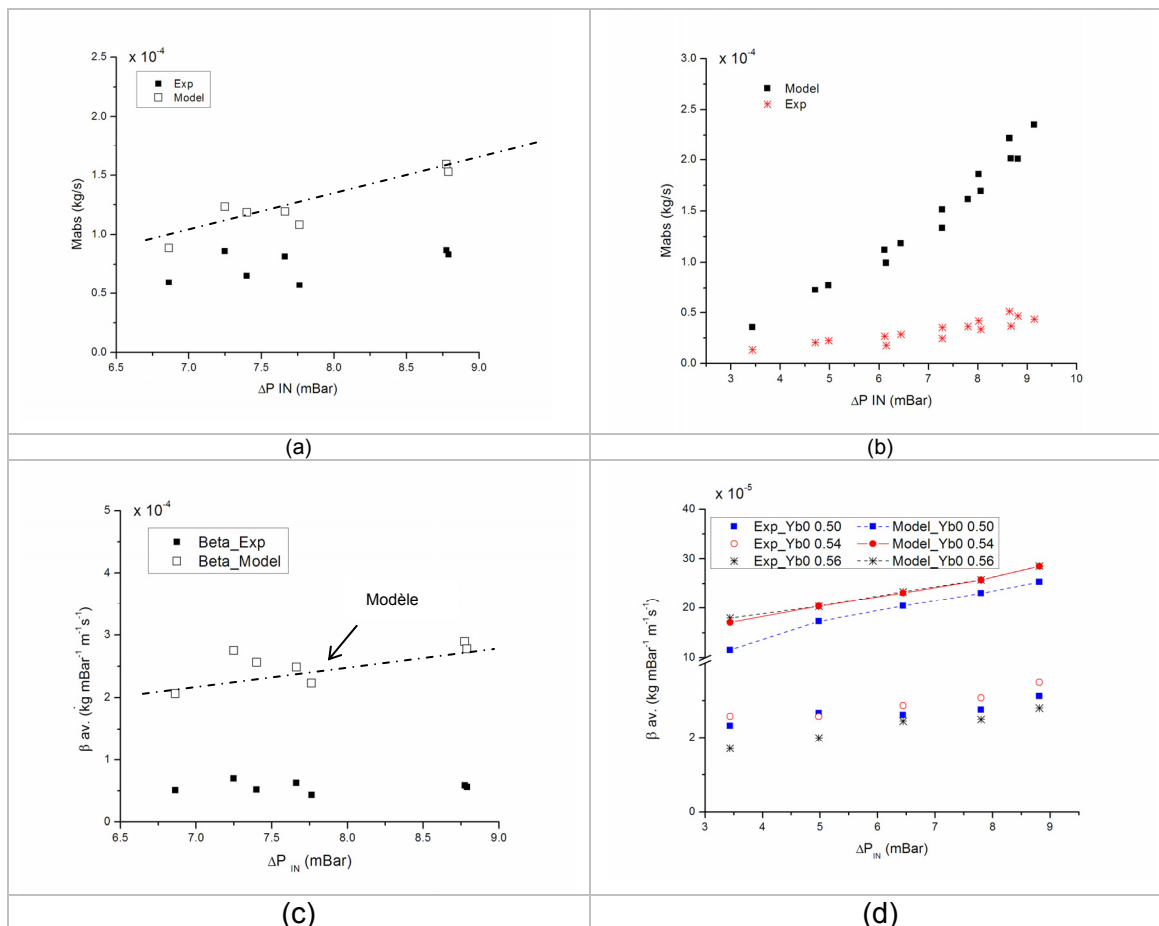 x 10⁻⁴
2.5
2.0
1.5
1.0
0.5
0.0
Mabs (kg/s)
Exp
Model
6.5 7.0 7.5 8.0 8.5 9.0
ΔP IN (mBar)
(a)
x 10⁻⁴
3.0
2.5
2.0
1.5
1.0
0.5
0.0
Mabs (kg/s)
Model
Exp
3 4 5 6 7 8 9 10
ΔP IN (mBar)
(b)
x 10⁻⁴
5
4
3
2
1
0
β av. (kg mBar⁻¹ m⁻¹s⁻¹)
Beta_Exp
Beta_Model
Modèle
6.5 7.0 7.5 8.0 8.5 9.0
ΔP IN (mBar)
(c)
x 10⁻⁵
40
30
20
10
2
0
β av. (kg mBar⁻¹ m⁻¹s⁻¹)
Exp_Yb0 0.50 Model_Yb0 0.50
Exp_Yb0 0.54 Model_Yb0 0.54
Exp_Yb0 0.56 Model_Yb0 0.56
3 4 5 6 7 8 9
ΔP IN (mBar)
(d)